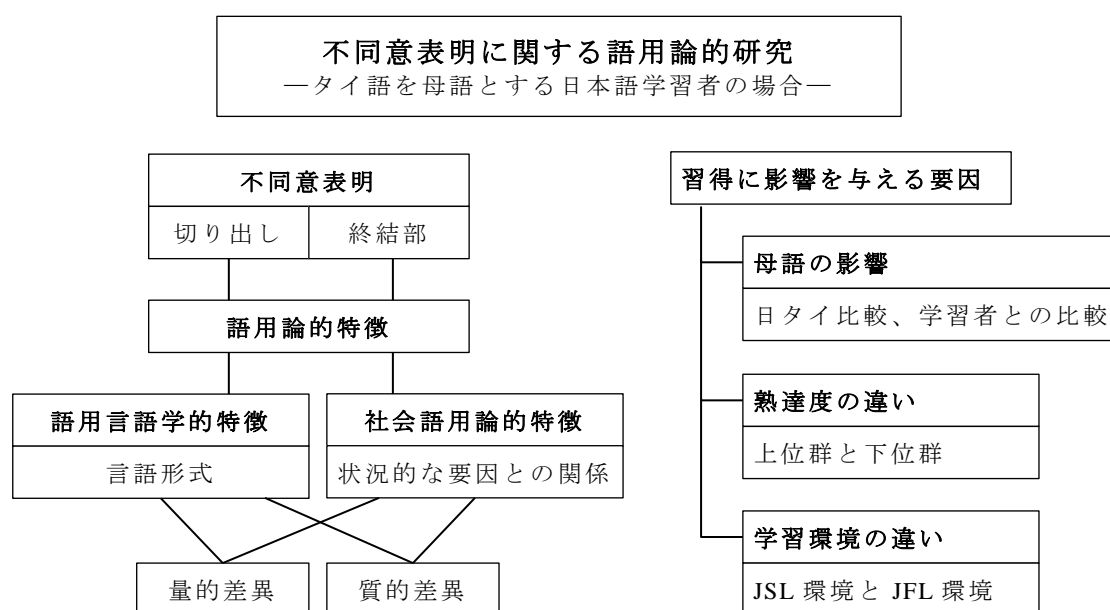 不同意表明に関する語用論的研究
―タイ語を母語とする日本語学習者の場合―
不同意表明
切り出し
終結部
語用論的特徴
語用言語学的特徴
言語形式
社会語用論的特徴
状況的な要因との関係
量的差異
質的差異
習得に影響を与える要因
母語の影響
日タイ比較、学習者との比較
熟達度の違い
上位群と下位群
学習環境の違い
JSL 環境と JFL 環境